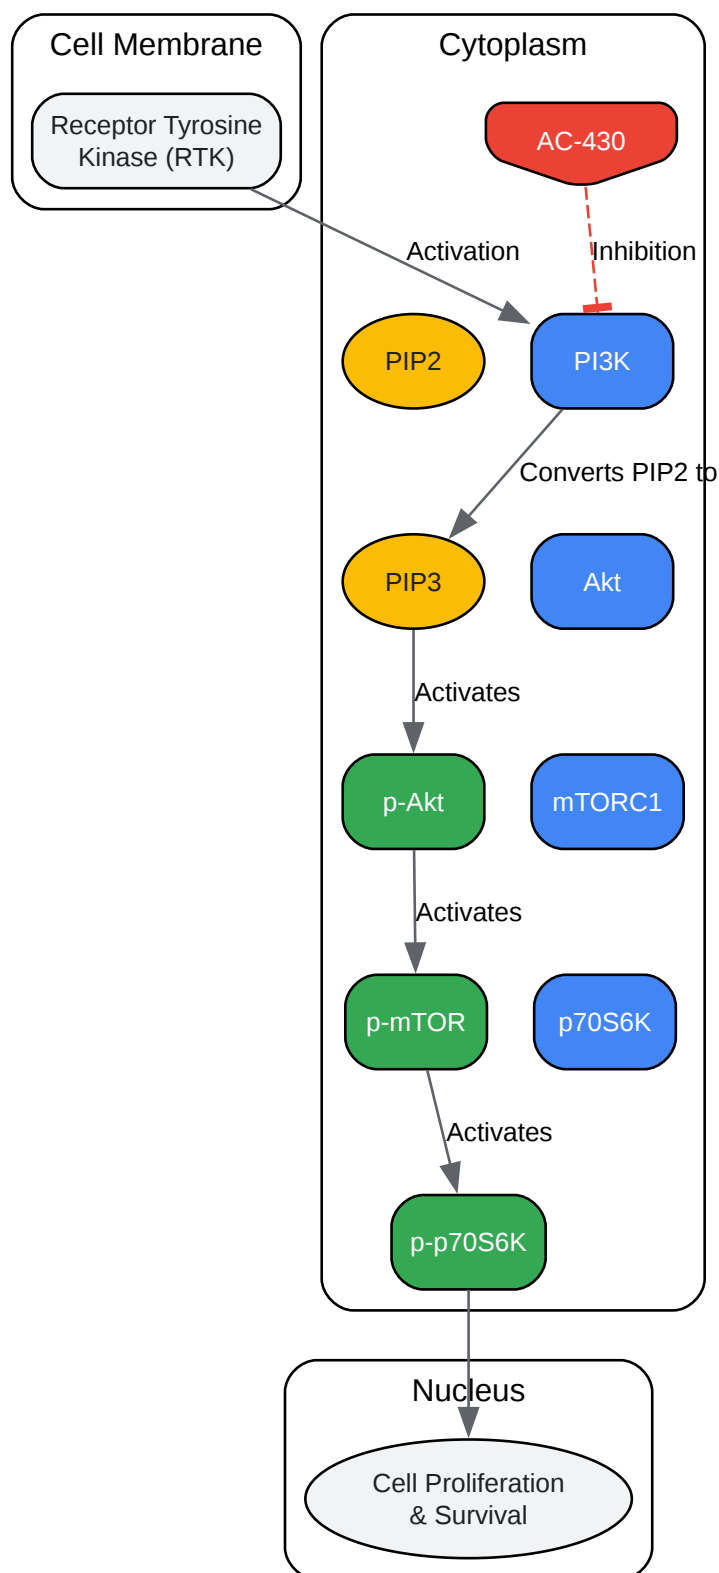 Cell Membrane
Cytoplasm
Receptor Tyrosine
Kinase (RTK)
AC-430
Activation
Inhibition
PIP2
PI3K
Converts PIP2 to
PIP3
Akt
Activates
p-Akt
mTORC1
Activates
p-mTOR
p70S6K
Activates
p-p70S6K
Nucleus
Cell Proliferation
& Survival